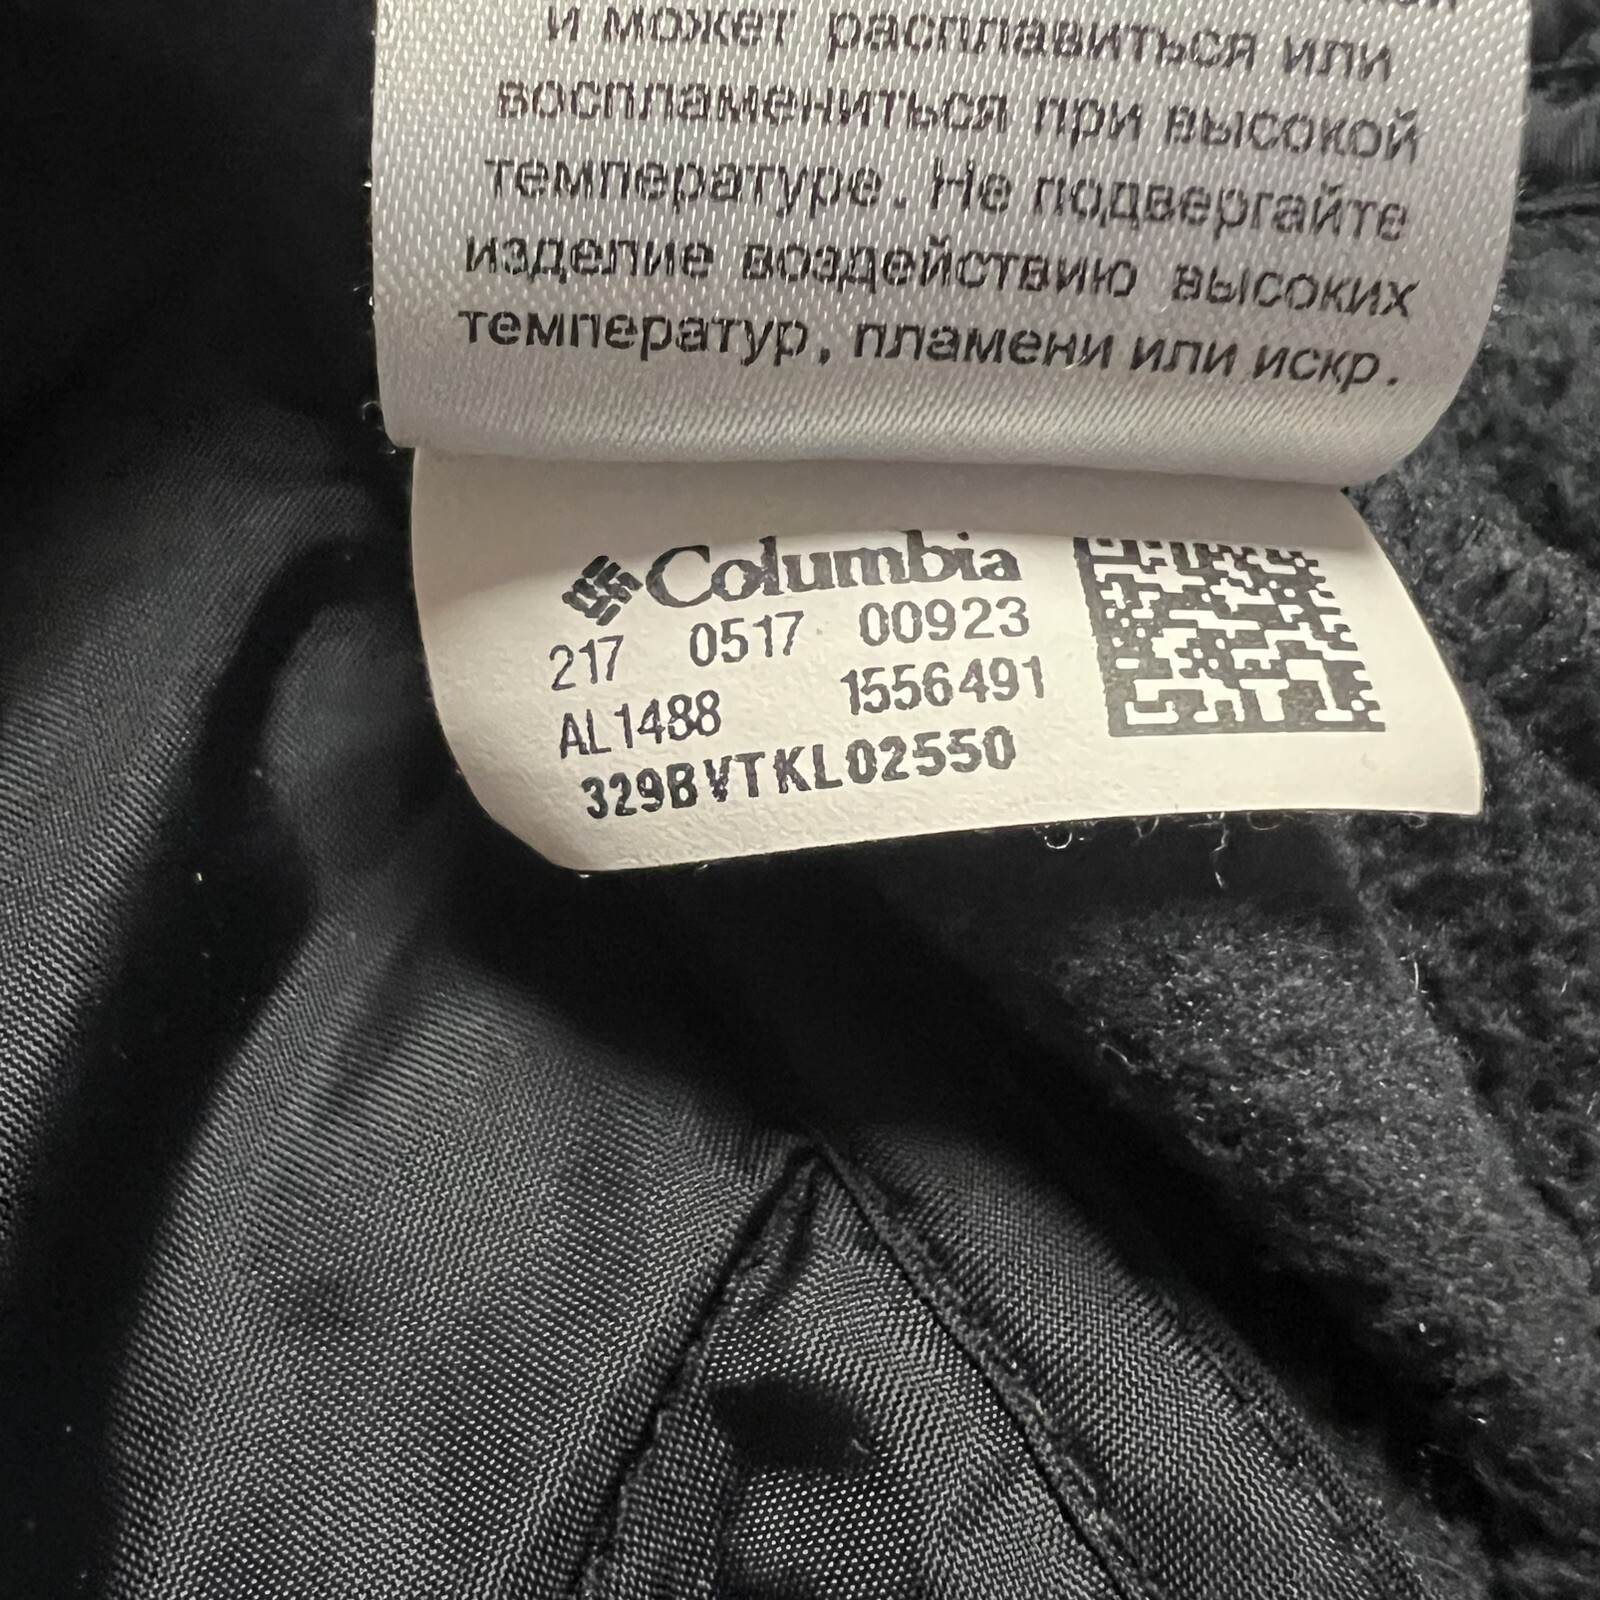 и может расплавиться или
воспламениться при высокой
температуре. Не подвергайте
изделие воздействию высоких
температур, пламени или искр.
Columbia
217 0517 00923
AL1488 1556491
329BVTKL02550